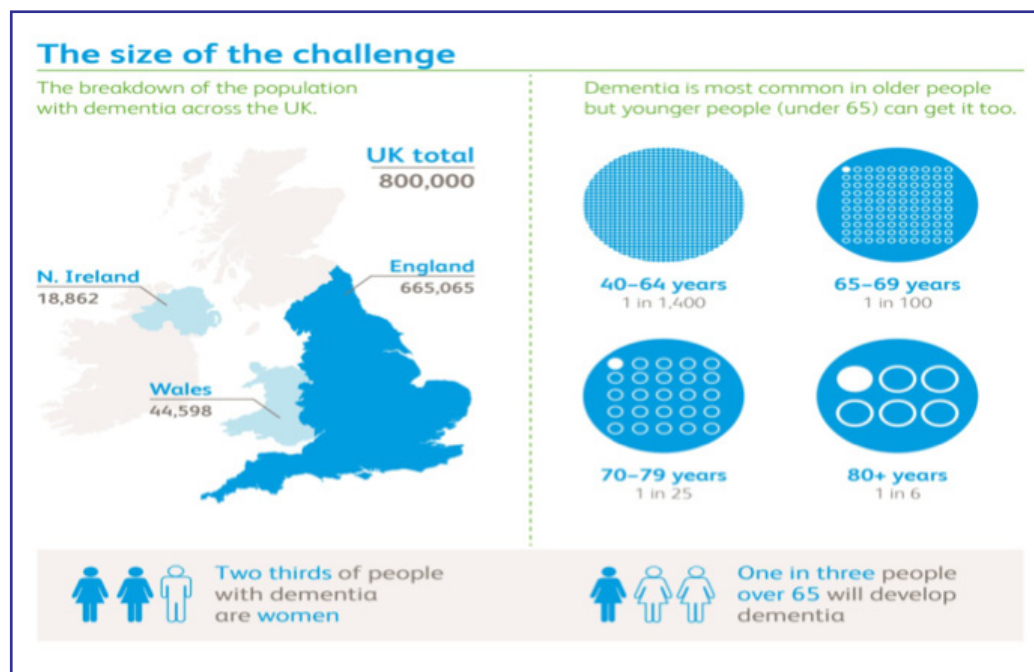 The size of the challenge
The breakdown of the population
with dementia across the UK.
UK total
800,000
N. Ireland
18,862
England
665,065
Wales
44,598
Dementia is most common in older people
but younger people (under 65) can get it too.
40–64 years
1 in 1,400
65–69 years
1 in 100
70–79 years
1 in 25
80+ years
1 in 6
Two thirds of people
with dementia
are women
One in three people
over 65 will develop
dementia